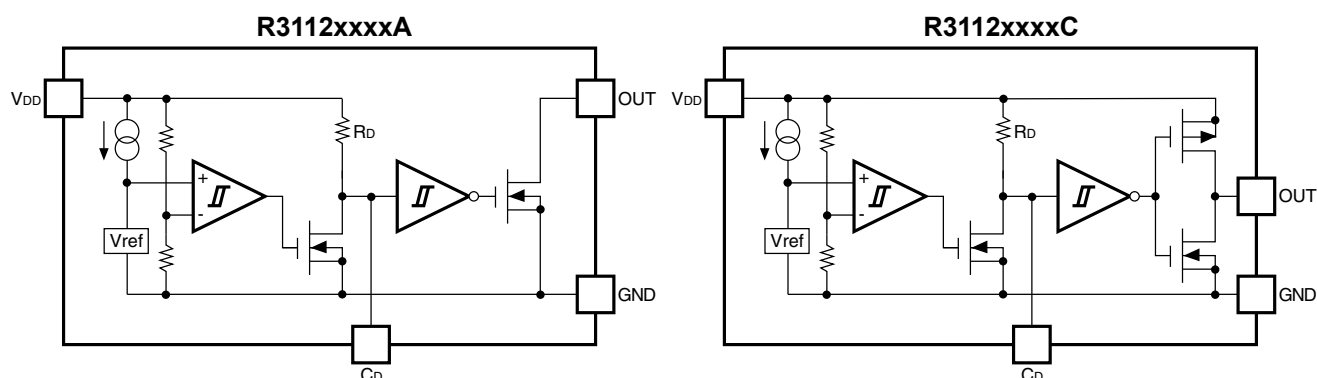 R3112xxxxA
VDD
OUT
RD
+
-
Vref
GND
CD
R3112xxxxC
VDD
RD
+
-
Vref
OUT
GND
CD